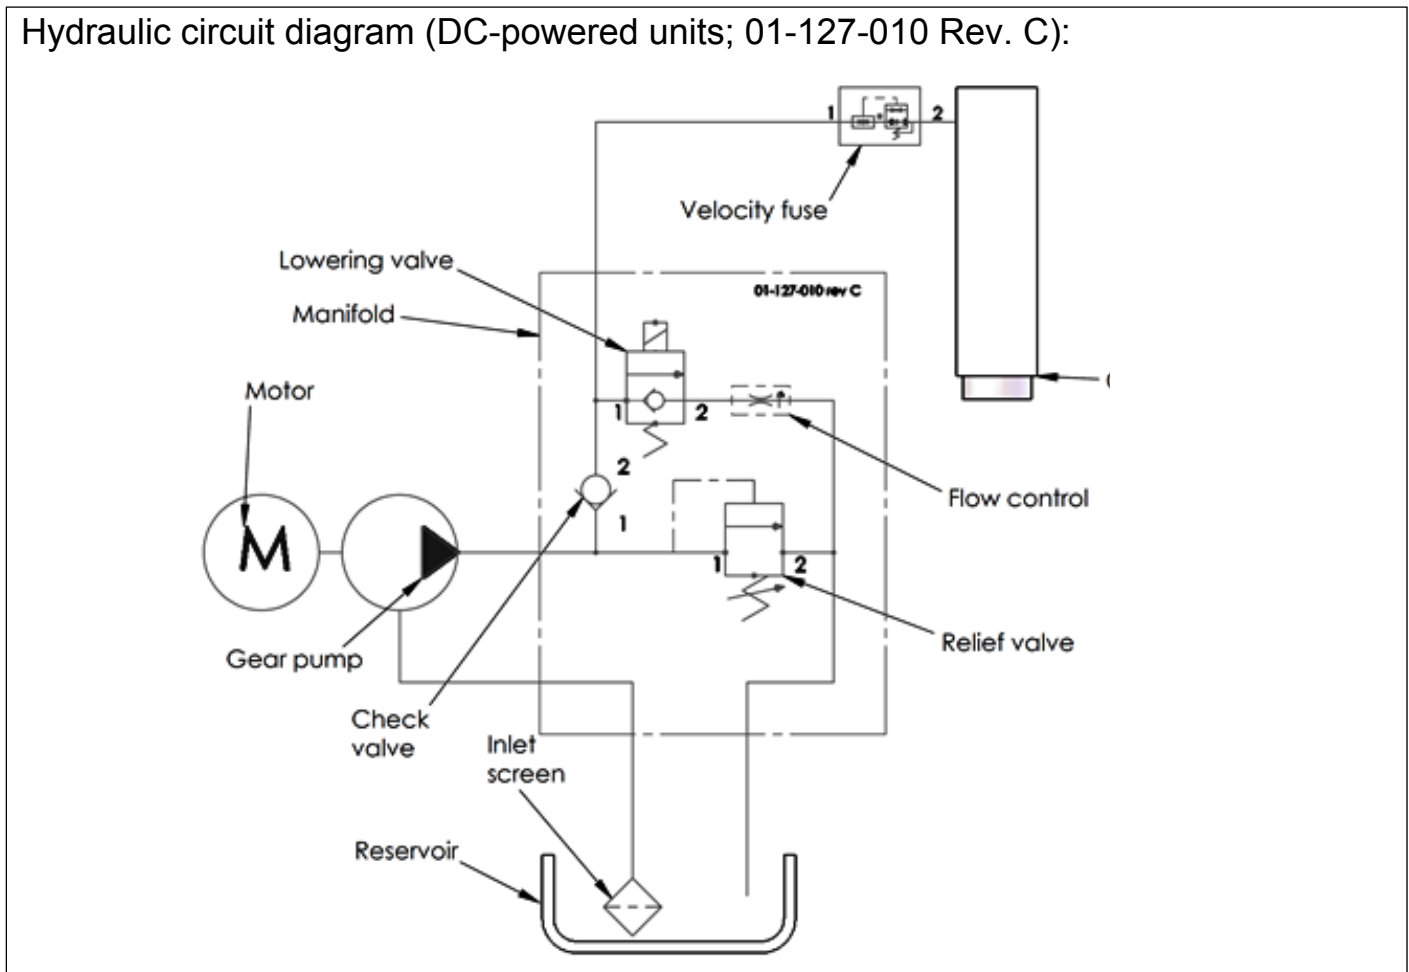 Hydraulic circuit diagram (DC-powered units; 01-127-010 Rev. C):
1
2
Velocity fuse
Lowering valve
01-127-010 rev C
Manifold
Motor
1
2
2
Flow control
1
M
1
2
Relief valve
Gear pump
Check
valve
Inlet
screen
Reservoir